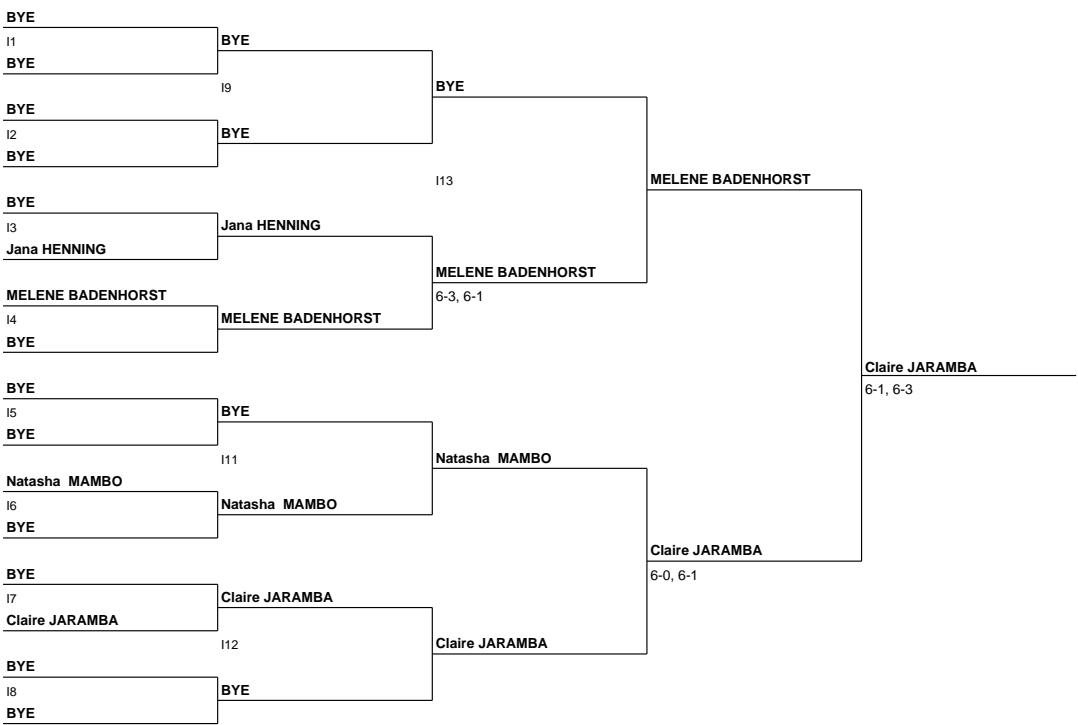 BYE
I1
BYE
BYE
I9
BYE
BYE
I2
BYE
BYE
I13
MELENE BADENHORST
BYE
I3
Jana HENNING
Jana HENNING
MELENE BADENHORST
6-3, 6-1
MELENE BADENHORST
I4
MELENE BADENHORST
BYE
Claire JARAMBA
6-1, 6-3
BYE
I5
BYE
BYE
I11
Natasha  MAMBO
Natasha  MAMBO
I6
Natasha  MAMBO
BYE
Claire JARAMBA
6-0, 6-1
BYE
I7
Claire JARAMBA
Claire JARAMBA
I12
Claire JARAMBA
BYE
I8
BYE
BYE